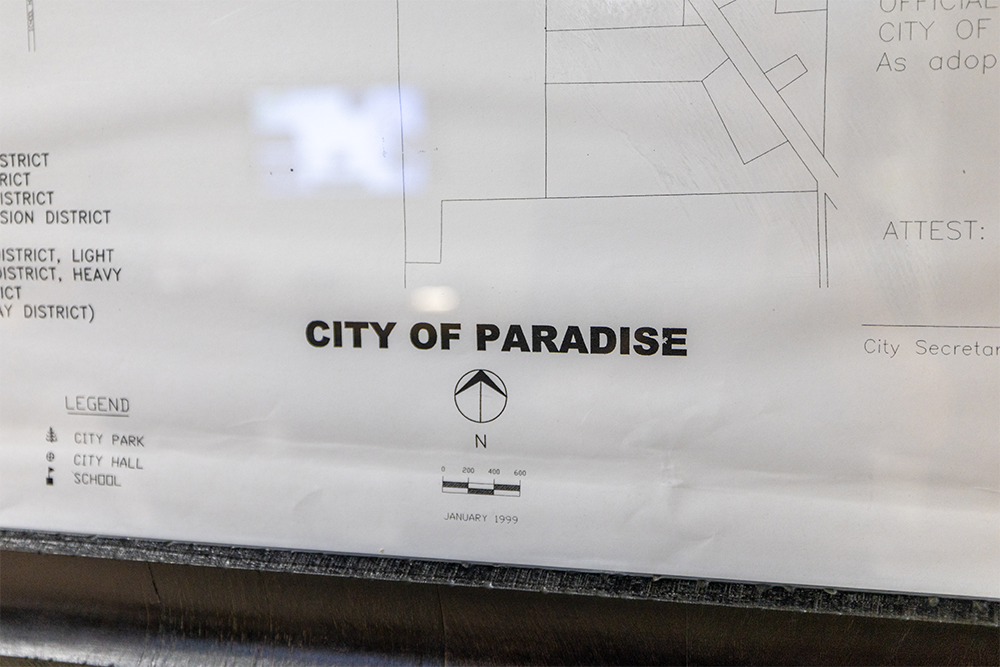 OFFICIAL
CITY OF
As adop
STRICT
RICT
ISTRICT
SION DISTRICT
ISTRICT, LIGHT
DISTRICT, HEAVY
ICT
AY DISTRICT)
ATTEST:
City Secretar
CITY OF PARADISE
N
0 200 400 600
JANUARY 1999
LEGEND
CITY PARK
CITY HALL
SCHOOL